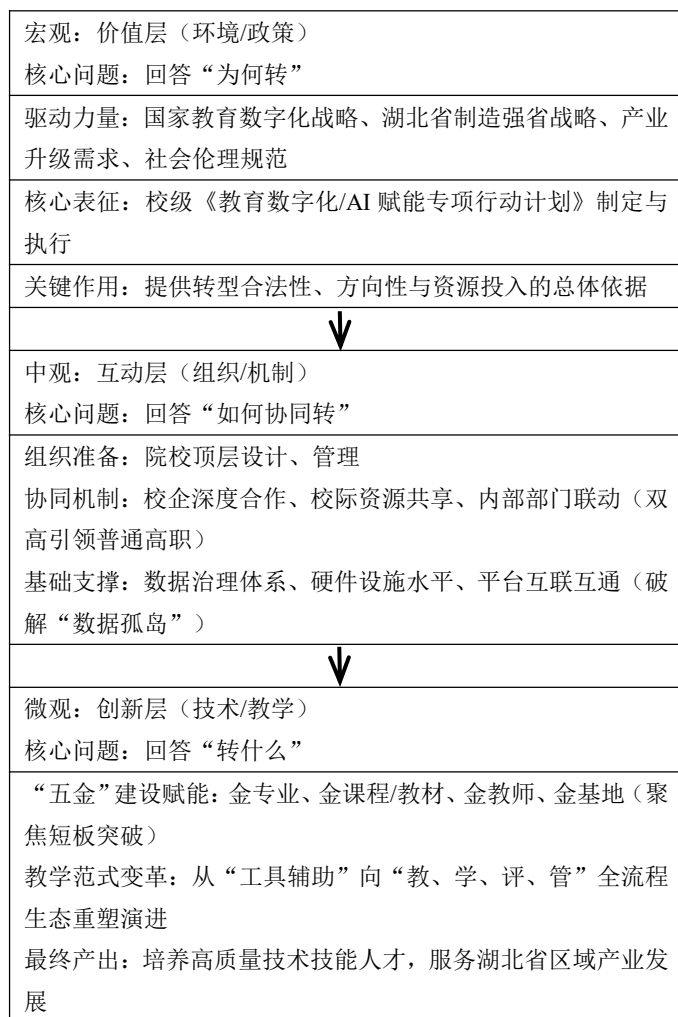 宏观：价值层（环境/政策）
核心问题：回答“为何转”
驱动力量：国家教育数字化战略、湖北省制造强省战略、产业
升级需求、社会伦理规范
核心表征：校级《教育数字化/AI 赋能专项行动计划》制定与
执行
关键作用：提供转型合法性、方向性与资源投入的总体依据
中观：互动层（组织/机制）
核心问题：回答“如何协同转”
组织准备：院校顶层设计、管理
协同机制：校企深度合作、校际资源共享、内部部门联动（双
高引领普通高职）
基础支撑：数据治理体系、硬件设施水平、平台互联互通（破
解“数据孤岛”）
微观：创新层（技术/教学）
核心问题：回答“转什么”
“五金”建设赋能：金专业、金课程/教材、金教师、金基地（聚
焦短板突破）
教学范式变革：从“工具辅助”向“教、学、评、管”全流程
生态重塑演进
最终产出：培养高质量技术技能人才，服务湖北省区域产业发
展